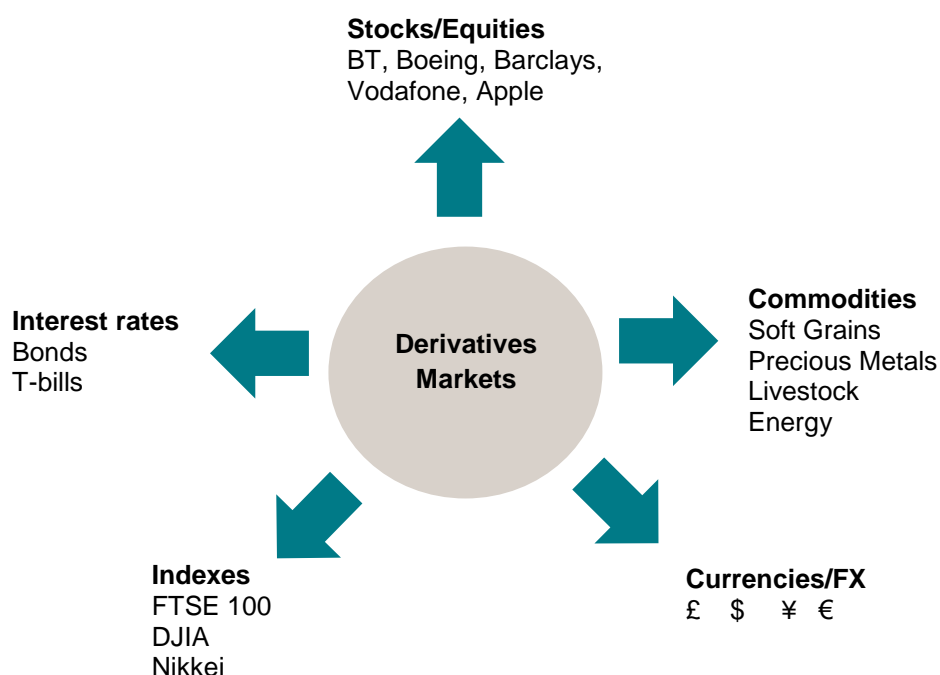 Stocks/Equities
BT, Boeing, Barclays,
Vodafone, Apple
Interest rates
Bonds
T-bills
Derivatives
Markets
Commodities
Soft Grains
Precious Metals
Livestock
Energy
Indexes
FTSE 100
DJIA
Nikkei
Currencies/FX
£ $ ¥ €